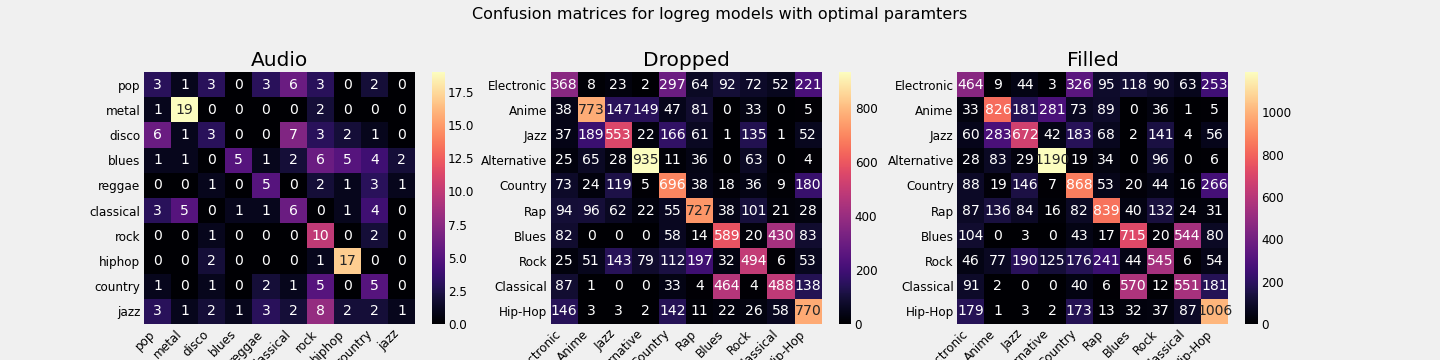 Confusion matrices for logreg models with optimal paramters
Audio
pop 3 1 3 0 3 6 3 0 2 0
metal 1 19 0 0 0 0 2 0 0 0
disco 6 1 3 0 0 7 3 2 1 0
blues 1 1 0 5 1 2 6 5 4 2
reggae 0 0 1 0 5 0 2 1 3 1
classical 3 5 0 1 1 6 0 1 4 0
rock 0 0 1 0 0 0 10 0 2 0
hiphop 0 0 2 0 0 0 1 17 0 0
country 1 0 1 0 2 1 5 0 5 0
jazz 3 1 2 1 3 2 8 2 2 1
pop metal disco blues reggae lassical rock hiphop ountry jazz
17.5
15.0
12.5
10.0
7.5
5.0
2.5
0.0
Dropped
Electronic 368 8 23 2 297 64 92 72 52 221
Anime 38 773 147 149 47 81 0 33 0 5
Jazz 37 189 553 22 166 61 1 135 1 52
Alternative 25 65 28 935 11 36 0 63 0 4
Country 73 24 119 5 696 38 18 36 9 180
Rap 94 96 62 22 55 727 38 101 21 28
Blues 82 0 0 0 58 14 589 20 430 83
Rock 25 51 143 79 112 197 32 494 6 53
Classical 87 1 0 0 33 4 464 4 488 138
Hip-Hop 146 3 3 2 142 11 22 26 58 770
ctronic Anime Jazz rnative Country Rap Blues Rock lassical Hip-Hop
800
600
400
200
0
Filled
Electronic 464 9 44 3 326 95 118 90 63 253
Anime 33 826 181 281 73 89 0 36 1 5
Jazz 60 283 672 42 183 68 2 141 4 56
Alternative 28 83 29 1190 19 34 0 96 0 6
Country 88 19 146 7 868 53 20 44 16 266
Rap 87 136 84 16 82 839 40 132 24 31
Blues 104 0 3 0 43 17 715 20 544 80
Rock 46 77 190 125 176 241 44 545 6 54
Classical 91 2 0 0 40 6 570 12 551 181
Hip-Hop 179 1 3 2 173 13 32 37 87 1006
ctronic Anime Jazz rnative Country Rap Blues Rock lassical Hip-Hop
1000
800
600
400
200
0